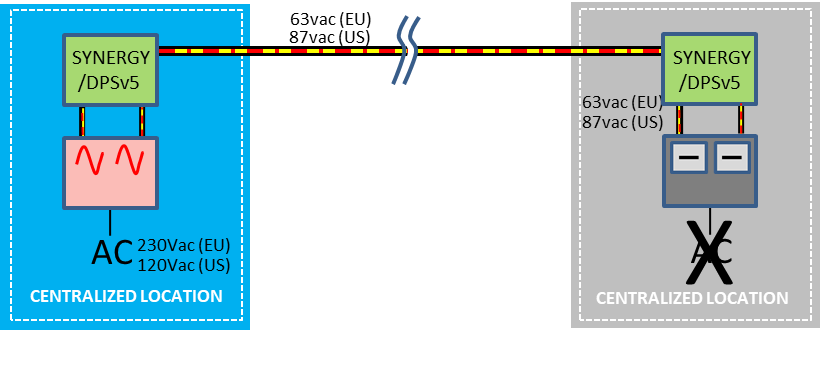 63vac (EU)
87vac (US)
SYNERGY
/DPSv5
SYNERGY
/DPSv5
63vac (EU)
87vac (US)
AC
230Vac (EU)
120Vac (US)
AC
CENTRALIZED LOCATION
CENTRALIZED LOCATION